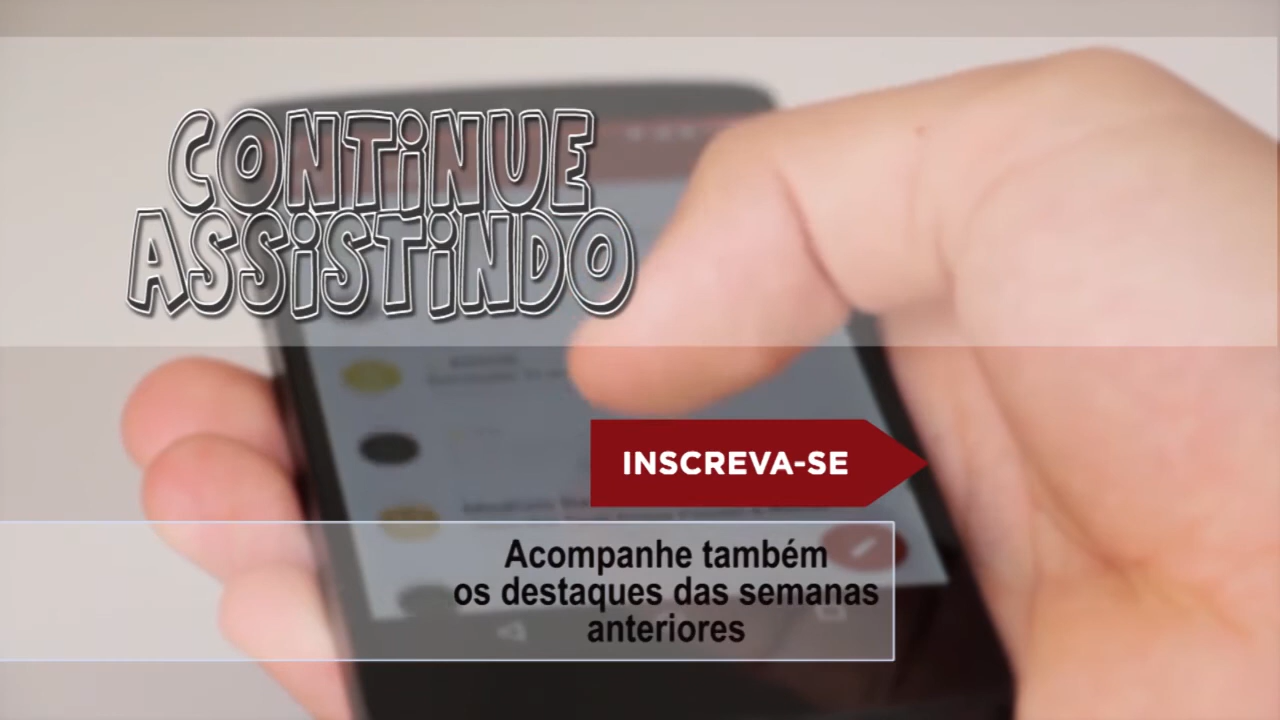 CONTINUE
ASSISTINDO
INSCREVA-SE
Acompanhe também
os destaques das semanas
anteriores